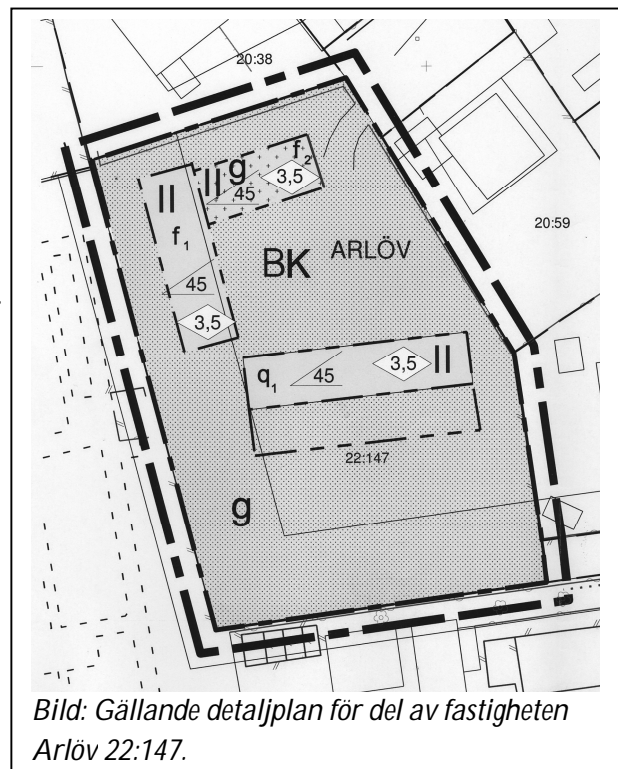 20:38
II
g
f2
3,5
45
II
f1
BK
ARLÖV
20:59
45
3,5
3,5
II
q1
45
22:147
g
Bild: Gällande detaljplan för del av fastigheten
Arlöv 22:147.